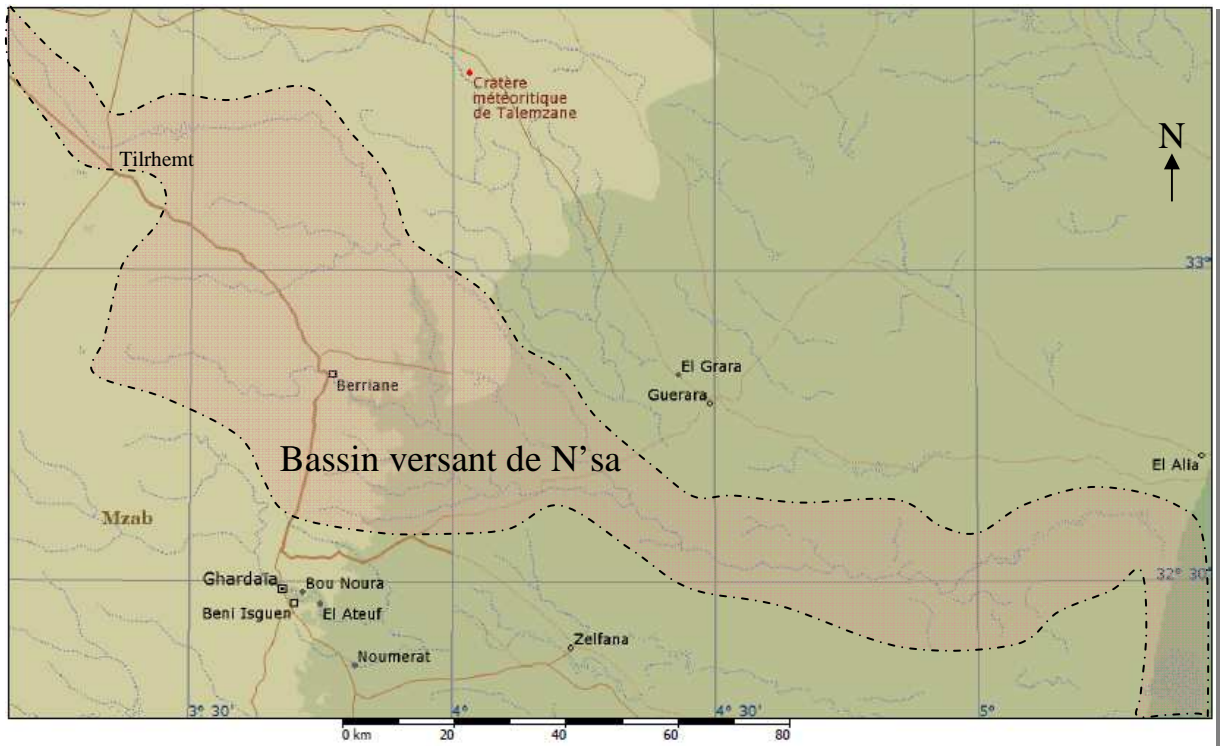 Cratère
météoritique
de Talemzane
N
Tilrhemt
33°
El Grara
Berriane
Guerara
Bassin versant de N'sa
El Alia
Mzab
Ghardaïa
Bou Noura
32° 30'
Beni Isguen
El Ateuf
Zelfana
Noumerat
3° 30'
4°
4° 30'
5°
0 km 20 40 60 80